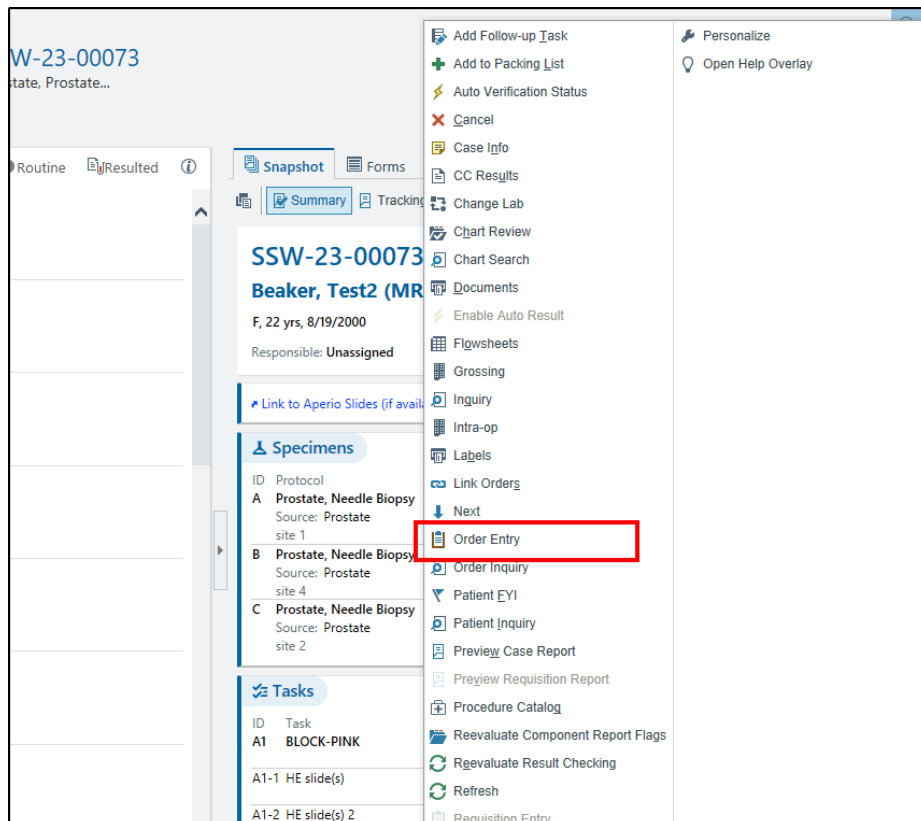 W-23-00073
state, Prostate...
Routine
Resulted
Snapshot
Forms
Summary
Tracking
SSW-23-00073
Beaker, Test2 (MR
F, 22 yrs, 8/19/2000
Responsible: Unassigned
Link to Aperio Slides (if avail
Specimens
ID Protocol
A Prostate, Needle Biopsy
Source: Prostate
site 1
B Prostate, Needle Biopsy
Source: Prostate
site 4
C Prostate, Needle Biopsy
Source: Prostate
site 2
Tasks
ID Task
A1 BLOCK-PINK
A1-1 HE slide(s)
A1-2 HE slide(s) 2
Add Follow-up Task
Add to Packing List
Auto Verification Status
Cancel
Case Info
CC Results
Change Lab
Chart Review
Chart Search
Documents
Enable Auto Result
Flowsheets
Grossing
Inquiry
Intra-op
Labels
Link Orders
Next
Order Entry
Order Inquiry
Patient FYI
Patient Inquiry
Preview Case Report
Preview Requisition Report
Procedure Catalog
Reevaluate Component Report Flags
Reevaluate Result Checking
Refresh
Requisition Entry
Personalize
Open Help Overlay